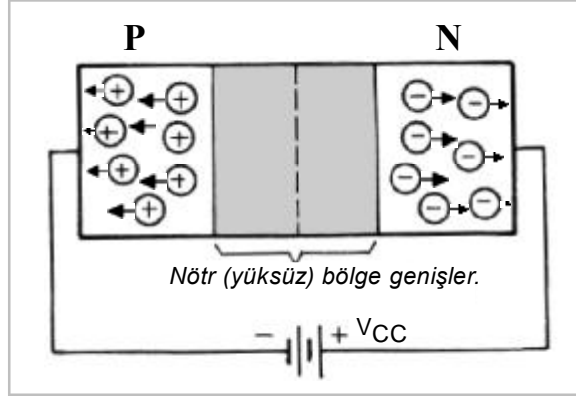 P N
Nötr (yüksüz) bölge genişler.
− + VCC